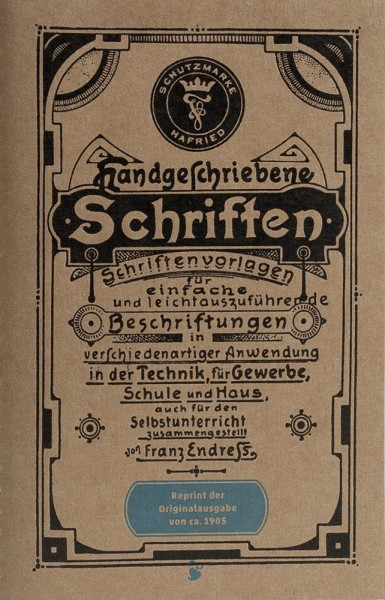 SCHUTZMARKE
HAFRIED
Handgeſchriebene
Schriften
Schriftenvorlagen
für
einfache
und leichtauszuführende
Beſchriftungen
in
verſchiedenartiger Anwendung
in der Technik, für Gewerbe,
Schule und Haus,
auch für den
Selbstunterricht
zusammengestellt
von Franz Endreſs.
Reprint der
Originalausgabe
von ca. 1905